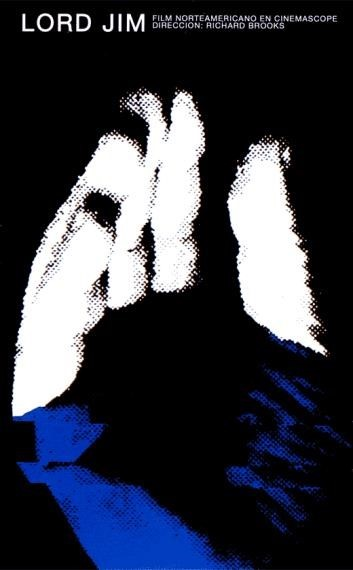 LORD JIM
FILM NORTEAMERICANO EN CINEMASCOPE
DIRECCION: RICHARD BROOKS